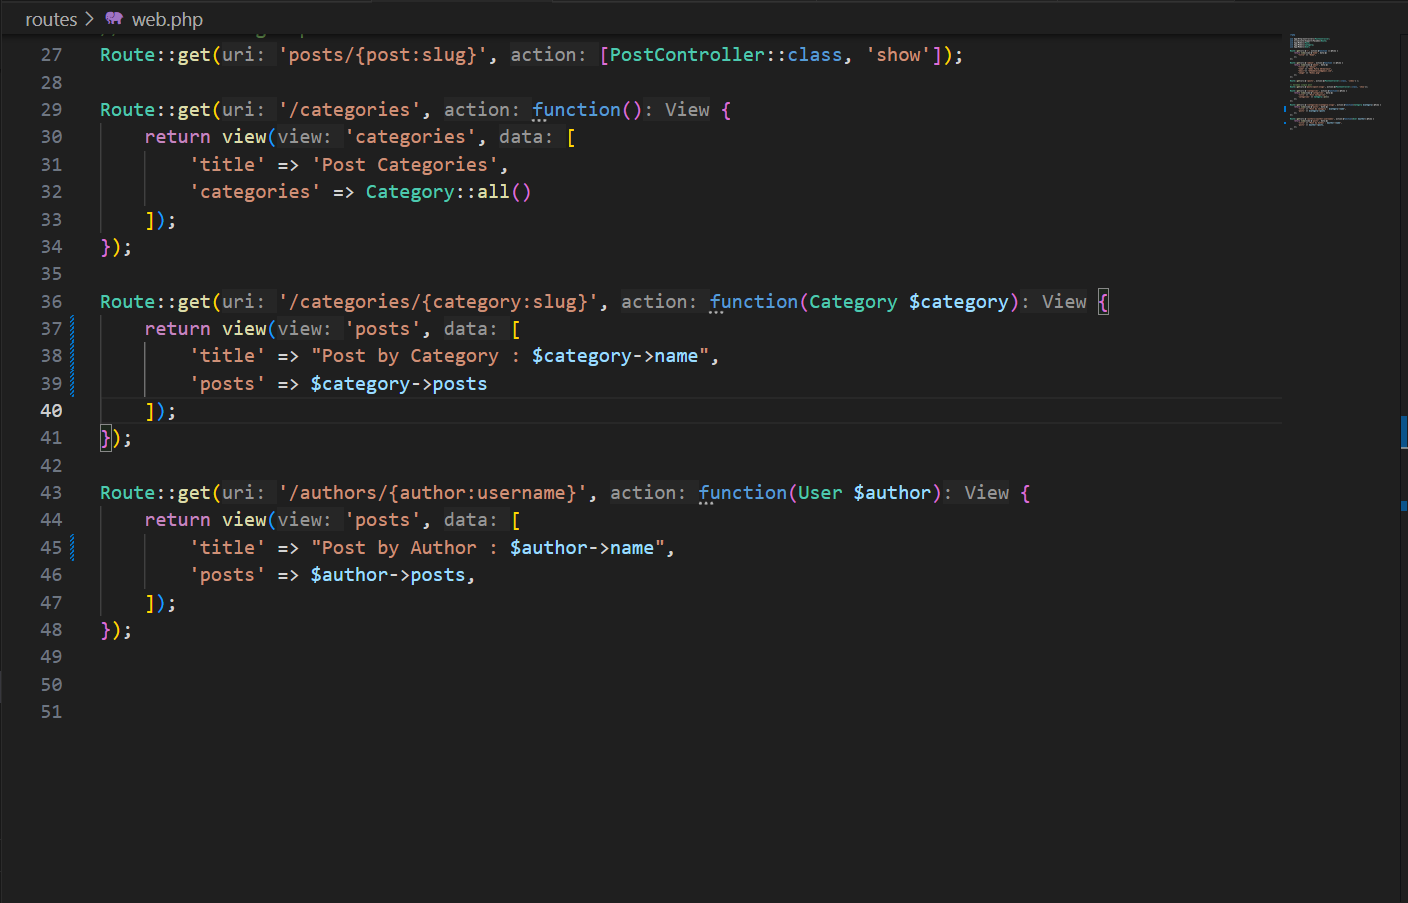 routes > web.php
27 Route::get(uri: 'posts/{post:slug}', action: [PostController::class, 'show']);
28
29 Route::get(uri: '/categories', action: function(): View {
30 return view(view: 'categories', data: [
31 'title' => 'Post Categories',
32 'categories' => Category::all()
33 ]);
34 });
35
36 Route::get(uri: '/categories/{category:slug}', action: function(Category $category): View {
37 return view(view: 'posts', data: [
38 'title' => "Post by Category : $category->name",
39 'posts' => $category->posts
40 ]);
41 });
42
43 Route::get(uri: '/authors/{author:username}', action: function(User $author): View {
44 return view(view: 'posts', data: [
45 'title' => "Post by Author : $author->name",
46 'posts' => $author->posts,
47 ]);
48 });
49
50
51